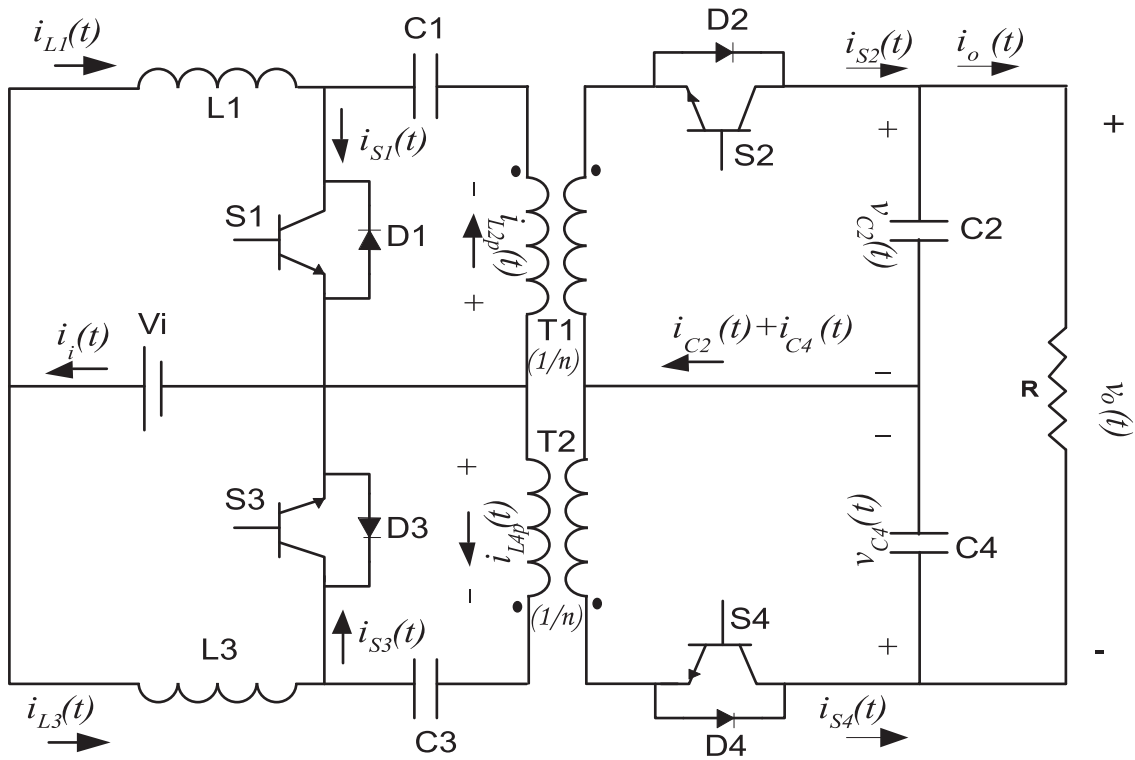 i_L1(t)
C1
D2
i_S2(t)
i_o (t)
L1
i_S1(t)
S2
+
+
S1
D1
-
i_L2p(t)
+
v_C2(t)
C2
Vi
i_i(t)
T1
(1/n)
i_C2 (t)+i_C4 (t)
-
R
v_o(t)
T2
-
S3
D3
+
i_L4p(t)
-
v_C4(t)
C4
(1/n)
S4
L3
i_S3(t)
+
-
i_L3(t)
C3
D4
i_S4(t)